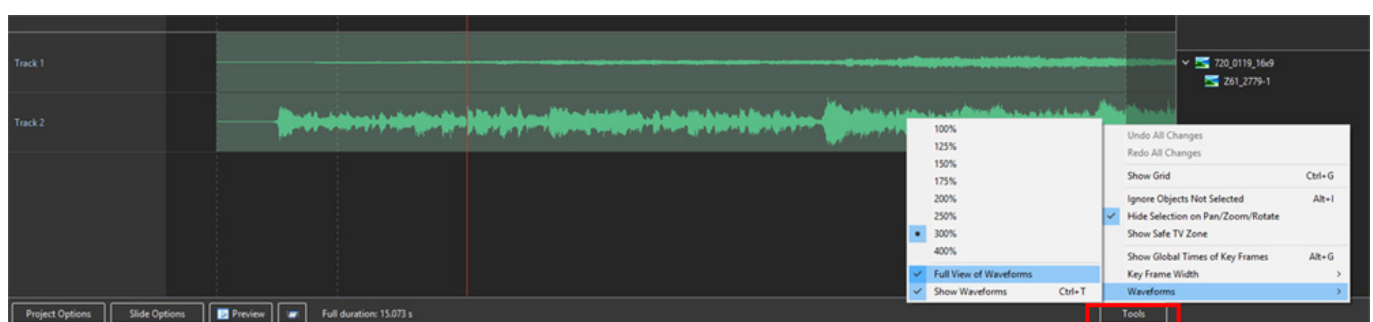 Track 1
Track 2
720_0119_16x9
Z61_2779-1
100%
125%
150%
175%
200%
250%
300%
400%
Full View of Waveforms
Show Waveforms Ctrl+T
Undo All Changes
Redo All Changes
Show Grid Ctrl+G
Ignore Objects Not Selected Alt+I
Hide Selection on Pan/Zoom/Rotate
Show Safe TV Zone
Show Global Times of Key Frames Alt+G
Key Frame Width
Waveforms
Project Options Slide Options Preview Full duration: 15.073 s Tools